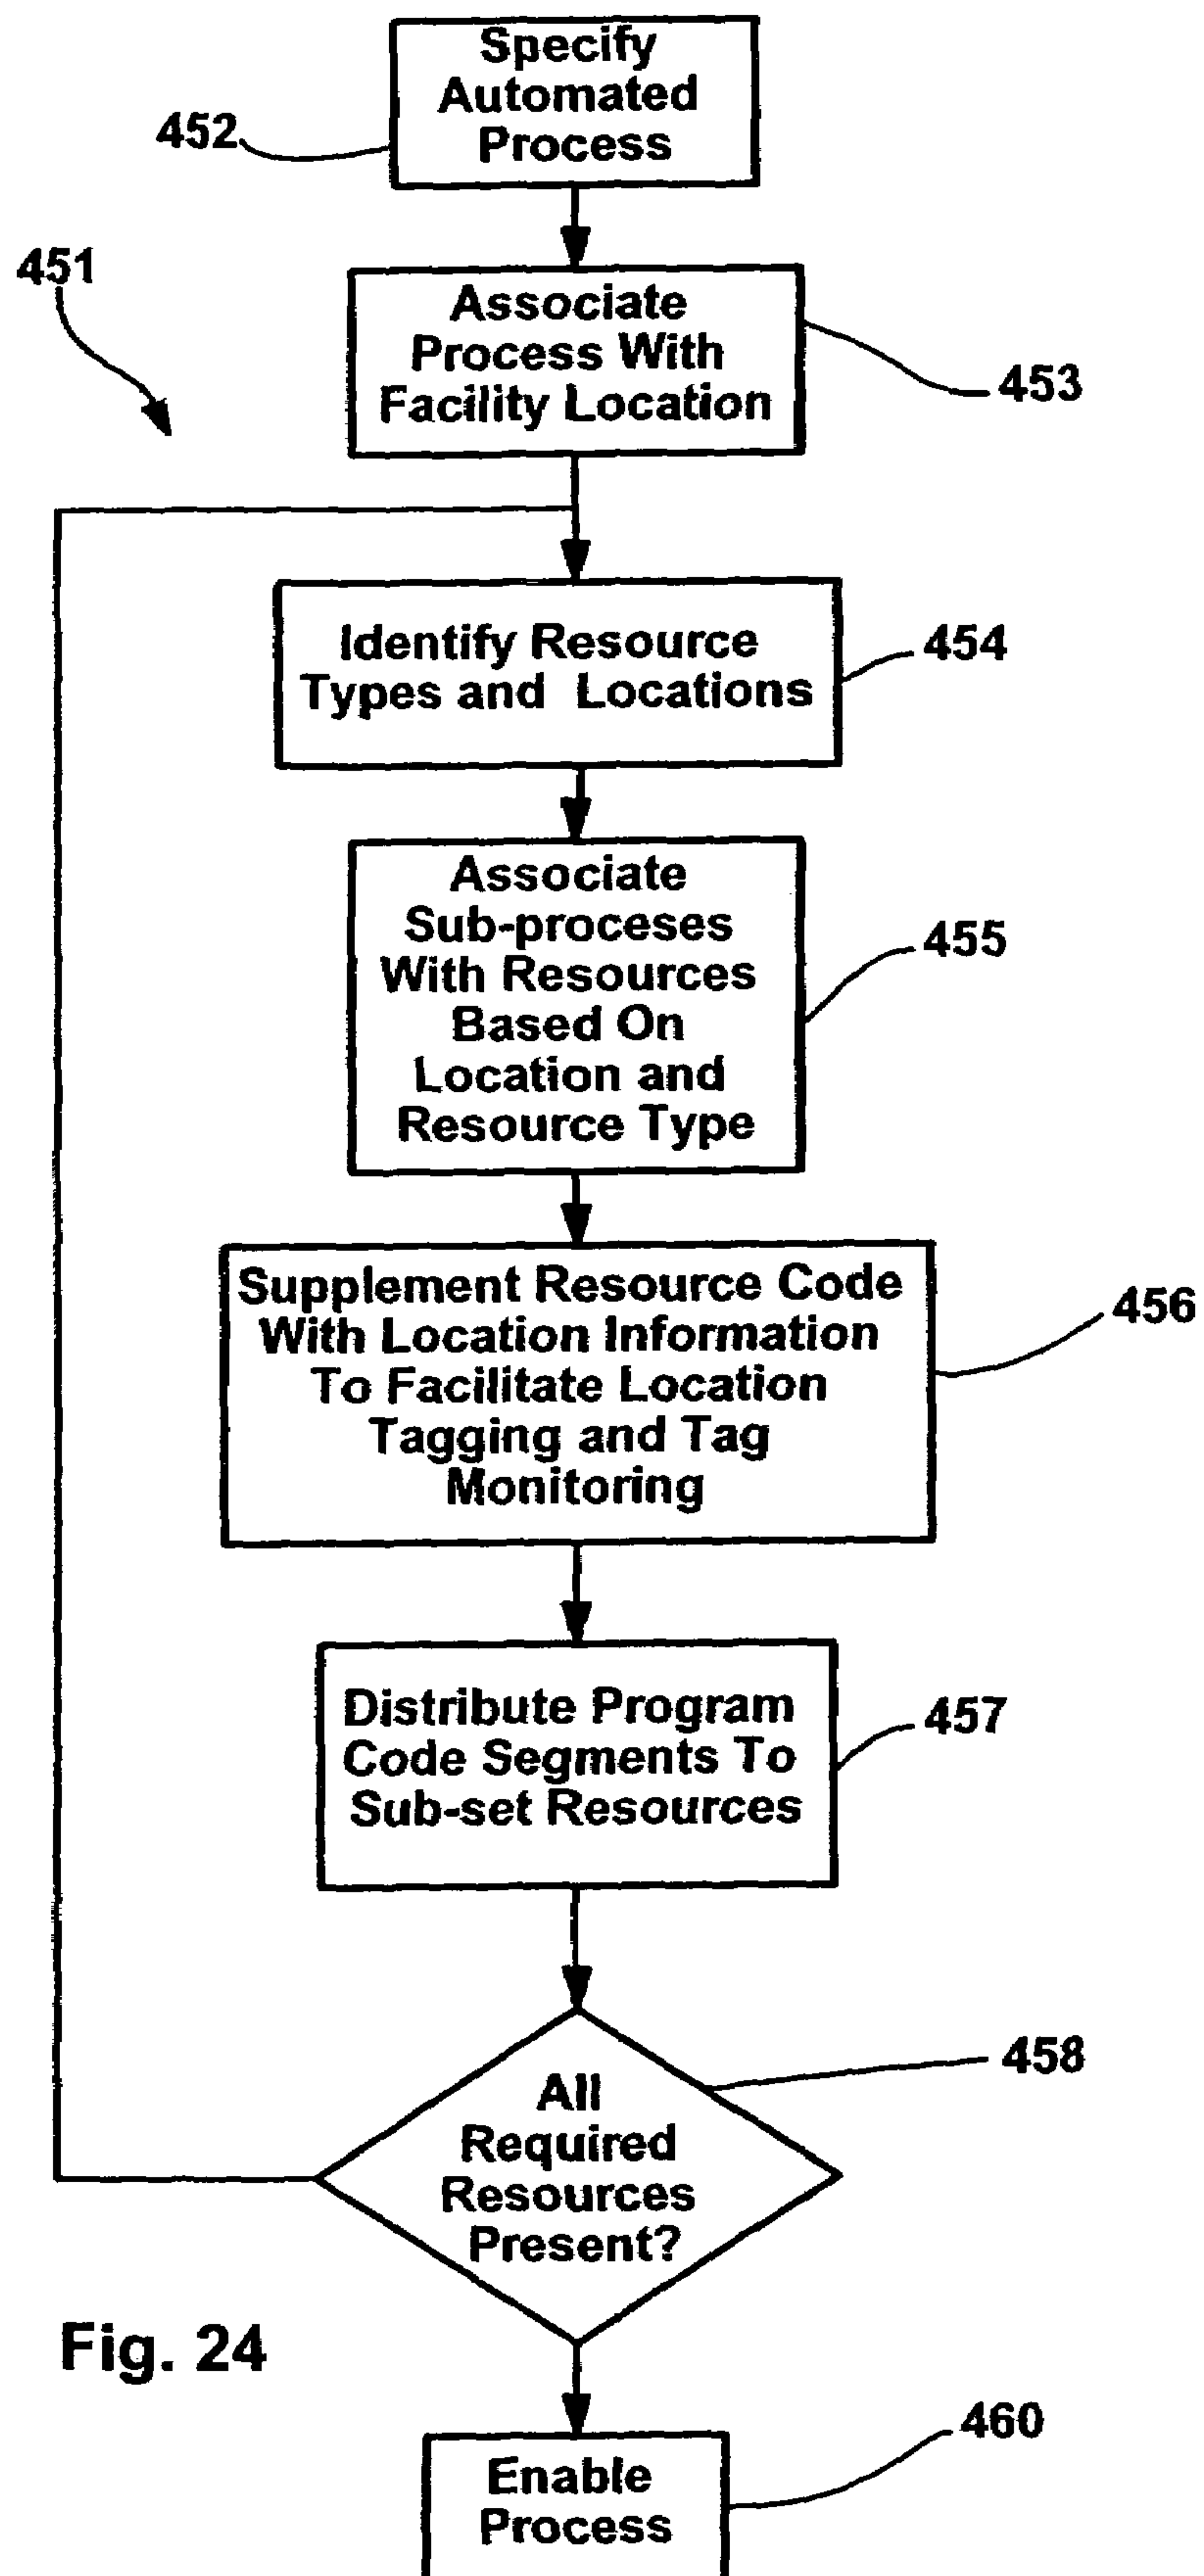 Specify
Automated
Process
452
451
Associate
Process With
Facility Location
453
Identify Resource
Types and Locations
454
Associate
Sub-proceses
With Resources
Based On
Location and
Resource Type
455
Supplement Resource Code
With Location Information
To Facilitate Location
Tagging and Tag
Monitoring
456
Distribute Program
Code Segments To
Sub-set Resources
457
All
Required
Resources
Present?
458
Fig. 24
Enable
Process
460